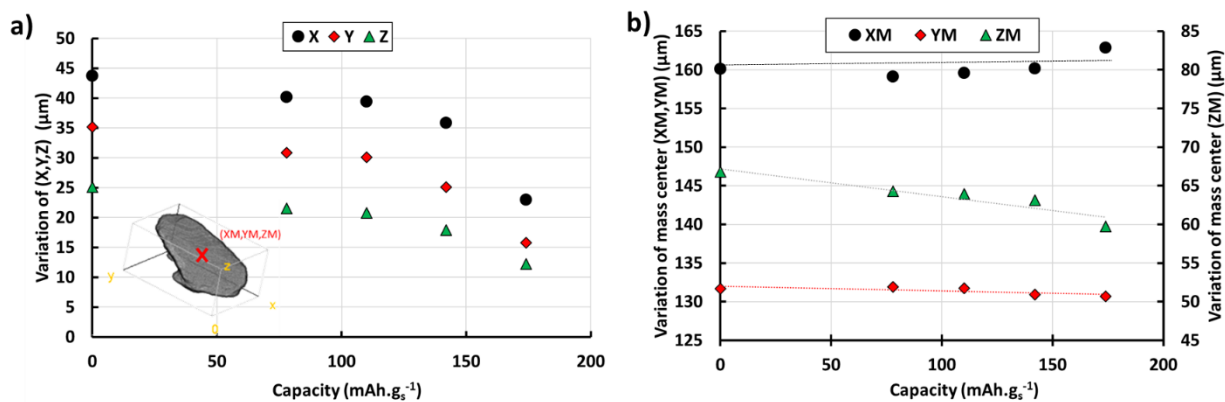 a)
X Y Z
Variation of (X,Y,Z) (μm)
50
45
40
35
30
25
20
15
10
5
0
(XM,YM,ZM)
X
z
y
x
0
0 50 100 150 200
Capacity (mAh.gₛ⁻¹)
b)
XM YM ZM
Variation of mass center (XM,YM) (μm)
165
160
155
150
145
140
135
130
125
85
80
75
70
65
60
55
50
45
Variation of mass center (ZM) (μm)
0 50 100 150 200
Capacity (mAh.gₛ⁻¹)